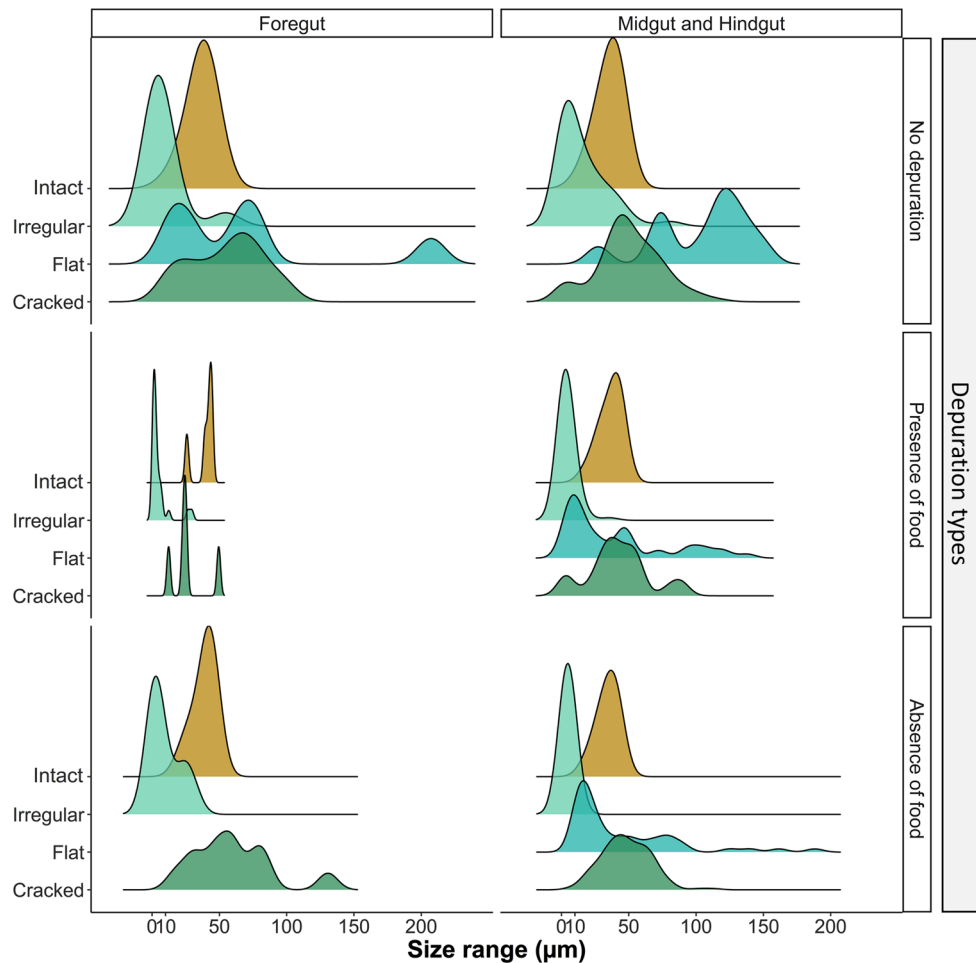 Foregut
Midgut and Hindgut
Intact
Irregular
Flat
Cracked
No depuration
Intact
Irregular
Flat
Cracked
Presence of food
Intact
Irregular
Flat
Cracked
Absence of food
Depuration types
010 50 100 150 200
010 50 100 150 200
Size range (µm)